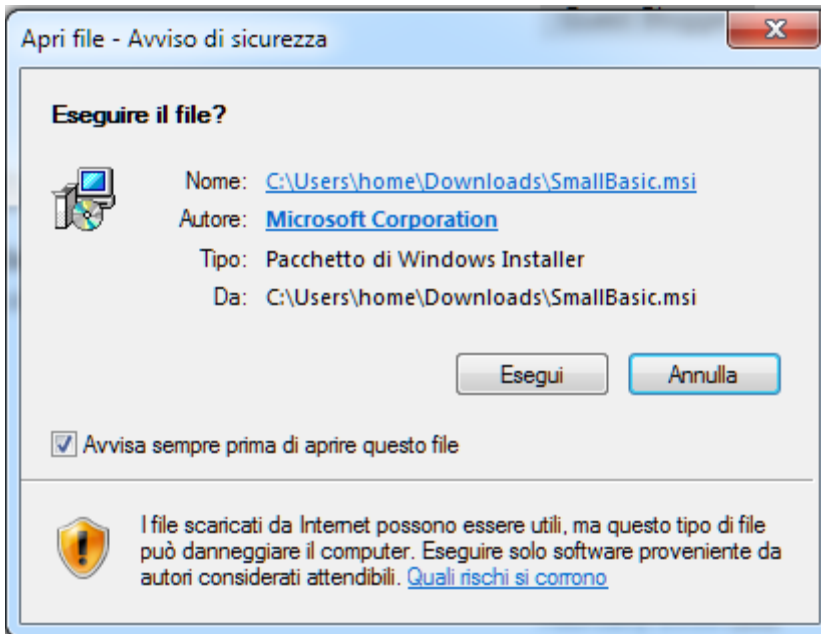 Apri file - Avviso di sicurezza
Eseguire il file?
Nome: C:\Users\home\Downloads\SmallBasic.msi
Autore: Microsoft Corporation
Tipo: Pacchetto di Windows Installer
Da: C:\Users\home\Downloads\SmallBasic.msi
Esegui Annulla
Avvisa sempre prima di aprire questo file
I file scaricati da Internet possono essere utili, ma questo tipo di file
può danneggiare il computer. Eseguire solo software proveniente da
autori considerati attendibili. Quali rischi si corrono